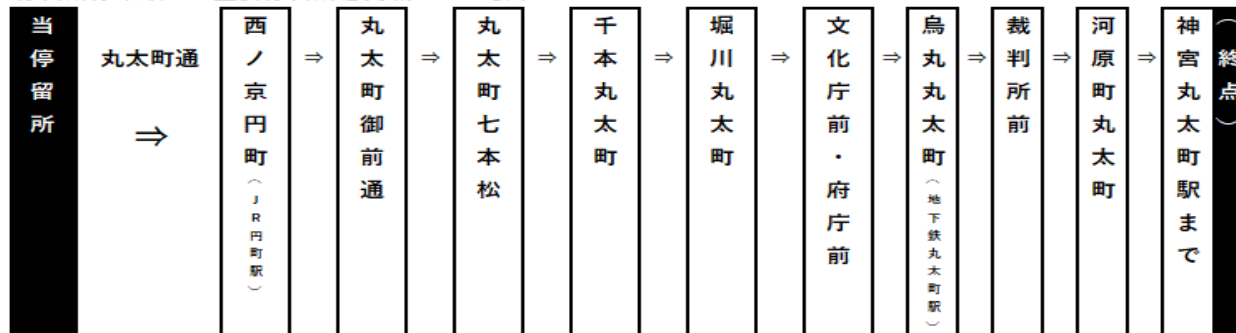 当停留所
丸太町通
⇒
西ノ京円町（JR円町駅）
⇒
丸太町御前通
⇒
丸太町七本松
⇒
千本丸太町
⇒
堀川丸太町
⇒
文化庁前・府庁前
⇒
烏丸丸太町（地下鉄丸太町駅）
⇒
裁判所前
⇒
河原町丸太町
⇒
神宮丸太町駅まで
（終点）